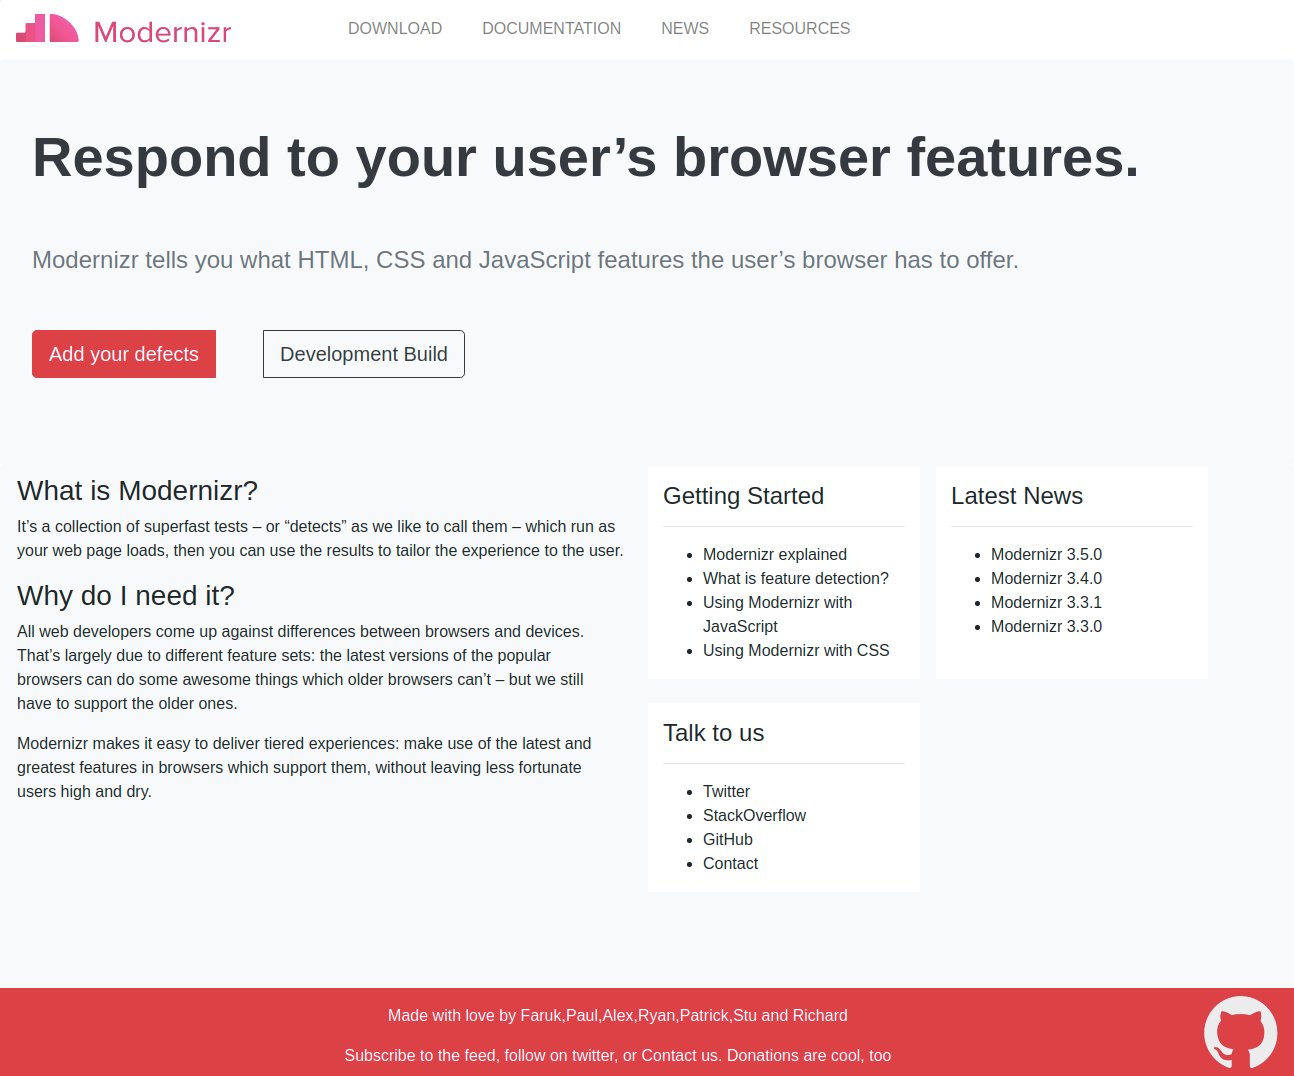 Modernizr
DOWNLOAD DOCUMENTATION NEWS RESOURCES
Respond to your user’s browser features.
Modernizr tells you what HTML, CSS and JavaScript features the user’s browser has to offer.
Add your defects
Development Build
What is Modernizr?
It’s a collection of superfast tests – or “detects” as we like to call them – which run as
your web page loads, then you can use the results to tailor the experience to the user.
Why do I need it?
All web developers come up against differences between browsers and devices.
That’s largely due to different feature sets: the latest versions of the popular
browsers can do some awesome things which older browsers can’t – but we still
have to support the older ones.
Modernizr makes it easy to deliver tiered experiences: make use of the latest and
greatest features in browsers which support them, without leaving less fortunate
users high and dry.
Getting Started
Modernizr explained
What is feature detection?
Using Modernizr with
JavaScript
Using Modernizr with CSS
Latest News
Modernizr 3.5.0
Modernizr 3.4.0
Modernizr 3.3.1
Modernizr 3.3.0
Talk to us
Twitter
StackOverflow
GitHub
Contact
Made with love by Faruk,Paul,Alex,Ryan,Patrick,Stu and Richard
Subscribe to the feed, follow on twitter, or Contact us. Donations are cool, too